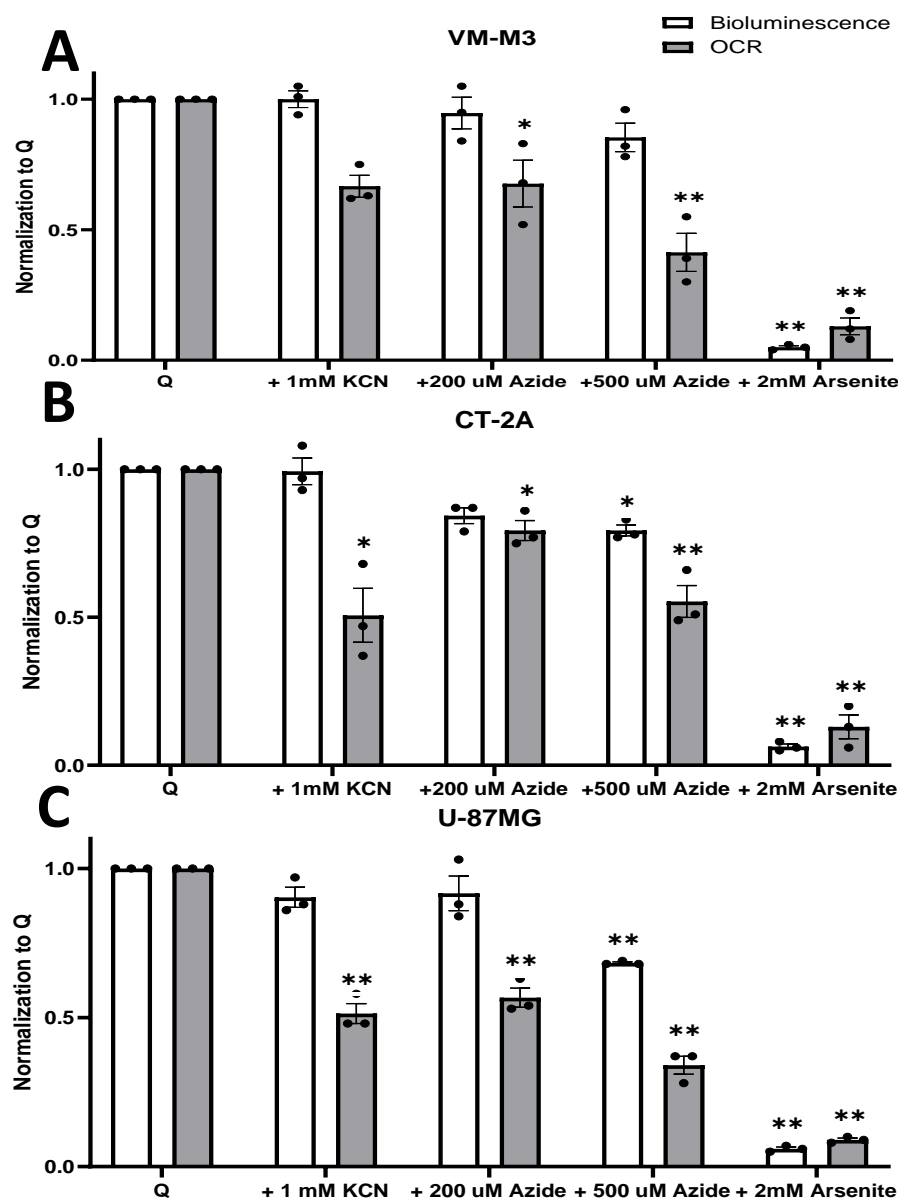 Bioluminescence
OCR
A
VM-M3
Normalization to Q
1.0
0.5
0.0
*
**
**
**
Q
+ 1mM KCN
+200 uM Azide
+500 uM Azide
+ 2mM Arsenite
B
CT-2A
Normalization to Q
1.0
0.5
0.0
*
*
*
**
**
**
Q
+ 1mM KCN
+200 uM Azide
+500 uM Azide
+ 2mM Arsenite
C
U-87MG
Normalization to Q
1.0
0.5
0.0
**
**
**
**
**
**
Q
+ 1 mM KCN
+ 200 uM Azide
+ 500 uM Azide
+ 2mM Arsenite